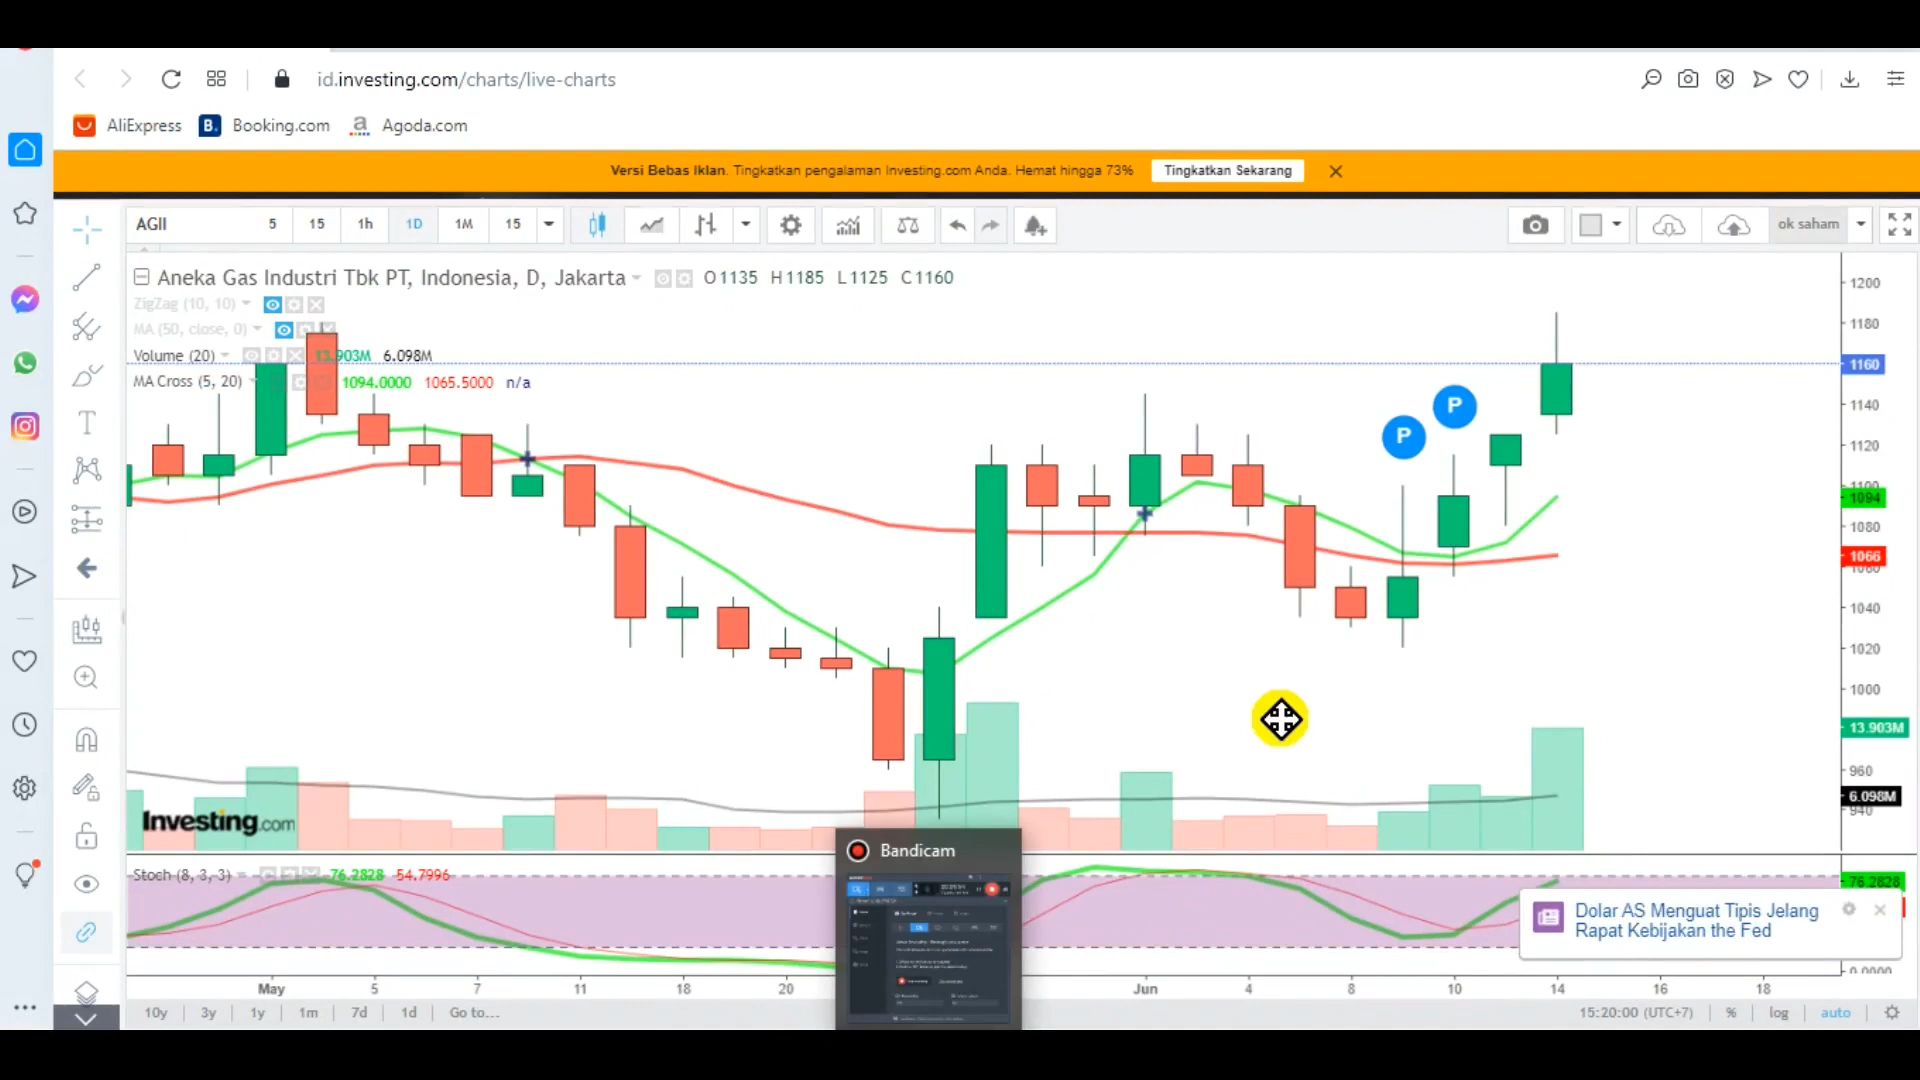 id.investing.com/charts/live-charts
AliExpress Booking.com Agoda.com
Versi Bebas Iklan. Tingkatkan pengalaman Investing.com Anda. Hemat hingga 73% Tingkatkan Sekarang
AGII 5 15 1h 1D 1M 15 ok saham
Aneka Gas Industri Tbk PT, Indonesia, D, Jakarta O1135 H1185 L1125 C1160
ZigZag (10, 10)
MA (50, close, 0)
Volume (20) 13.903M 6.098M
MA Cross (5, 20) 1094.0000 1065.5000 n/a
P P
1200
1180
1160
1140
1120
1100
1094
1080
1066
1060
1040
1020
1000
13.903M
960
6.098M
940
Investing.com
Bandicam
Stoch (8, 3, 3) 76.2828 54.7996
76.2828
Dolar AS Menguat Tipis Jelang
Rapat Kebijakan the Fed
0.0000
May 5 7 11 18 20 Jun 4 8 10 14 16 18
10y 3y 1y 1m 7d 1d Go to... 15:20:00 (UTC+7) % log auto